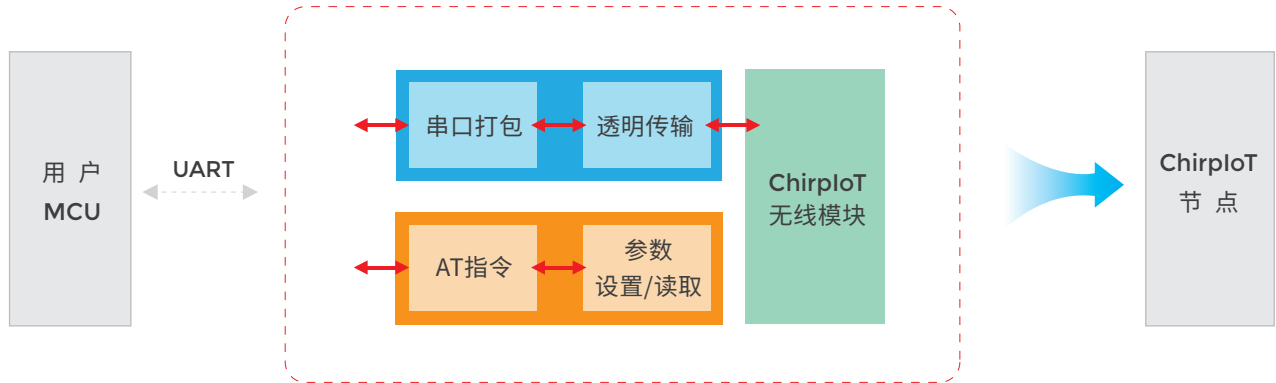 用 户
MCU
UART
串口打包
透明传输
AT指令
参数
设置/读取
ChirpIoT
无线模块
ChirpIoT
节 点